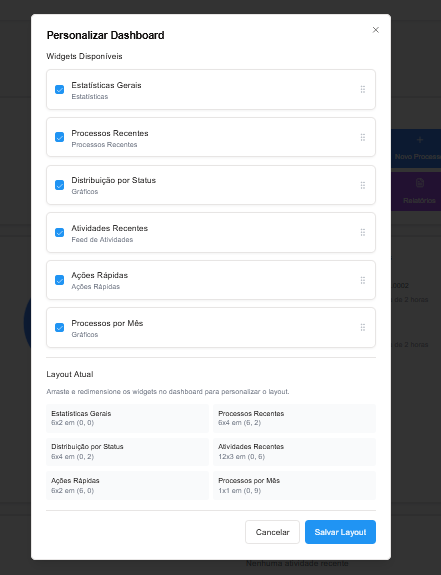 Personalizar Dashboard
Widgets Disponíveis
Estatísticas Gerais
Estatísticas
Processos Recentes
Processos Recentes
Distribuição por Status
Gráficos
Atividades Recentes
Feed de Atividades
Ações Rápidas
Ações Rápidas
Processos por Mês
Gráficos
Layout Atual
Arraste e redimensione os widgets no dashboard para personalizar o layout.
Estatísticas Gerais
6x2 em (0, 0)
Processos Recentes
6x4 em (6, 2)
Distribuição por Status
6x4 em (0, 2)
Atividades Recentes
12x3 em (0, 6)
Ações Rápidas
6x2 em (6, 0)
Processos por Mês
1x1 em (0, 9)
Cancelar
Salvar Layout
Novo Process
Relatórios
Nenhuma atividade recente